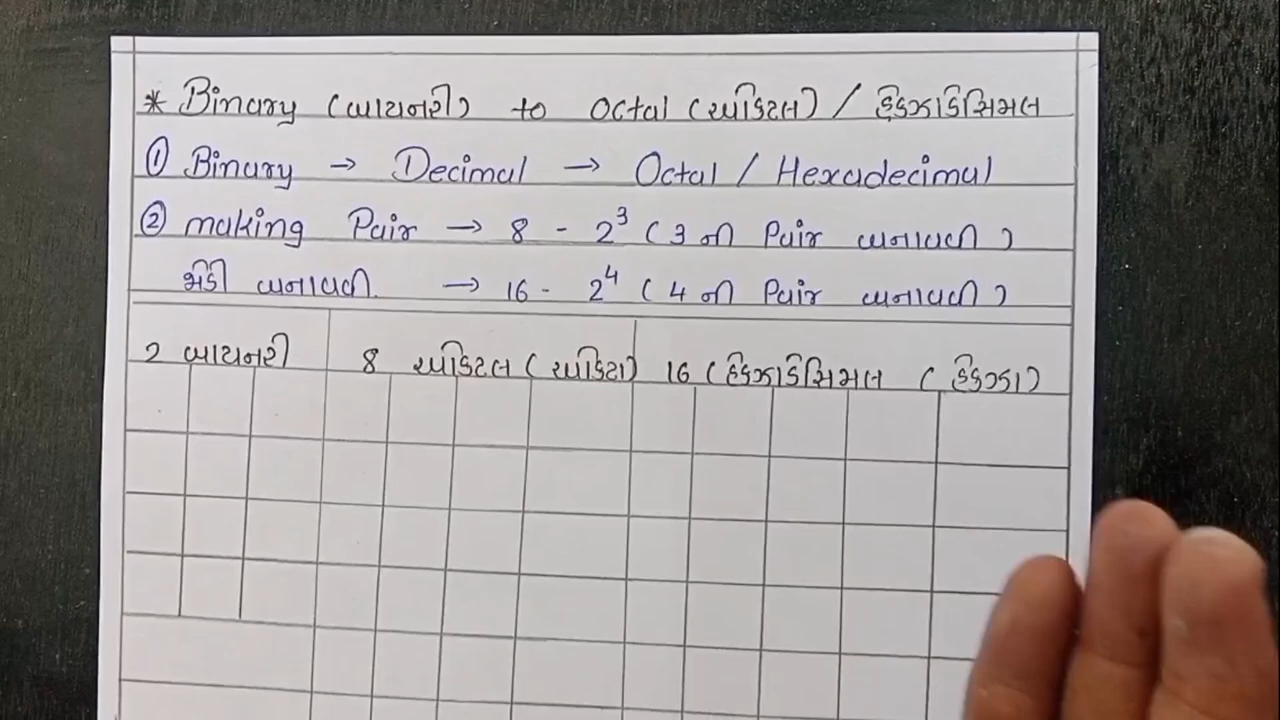 * Binary (બાયનરી) to Octal (ઓક્ટલ) / હેક્ઝાડેસિમલ
① Binary → Decimal → Octal / Hexadecimal
② making Pair → 8 - 2³ (3 ની Pair બનાવવી)
જોડી બનાવવી. → 16 - 2⁴ (4 ની Pair બનાવવી)
2 બાયનરી 8 ઓક્ટિટલ (ઓક્ટિટા) 16 (હેક્ઝાડેસિમલ (હેક્ઝા)